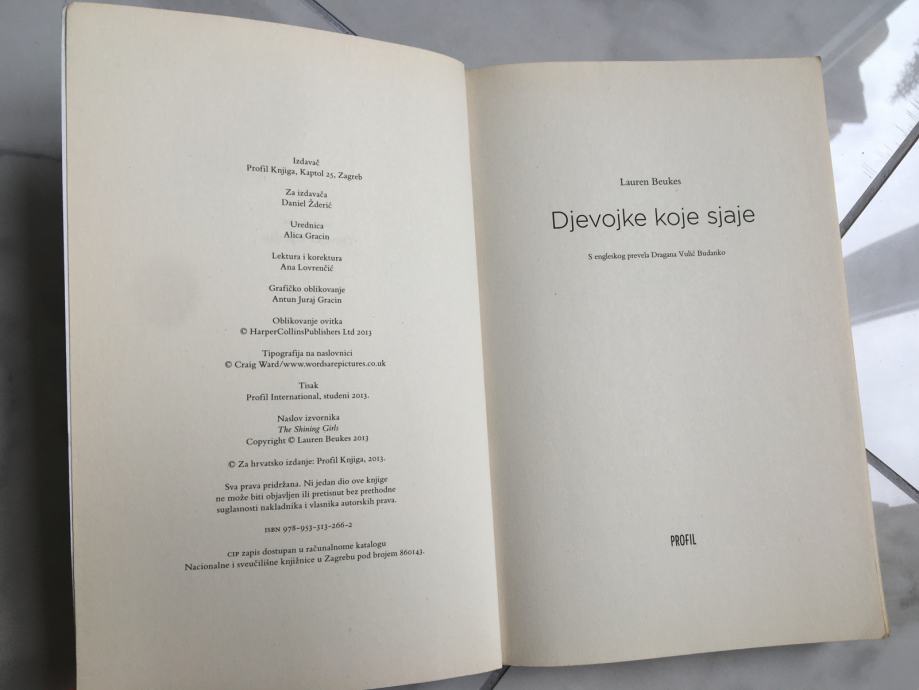 Izdavač
Profil Knjiga, Kaptol 25, Zagreb
Za izdavača
Daniel Žderić
Urednica
Alica Gracin
Lektura i korektura
Ana Lovrenčić
Grafičko oblikovanje
Antun Juraj Gracin
Oblikovanje ovitka
© HarperCollinsPublishers Ltd 2013
Tipografija na naslovnici
© Craig Ward/www.wordsarepictures.co.uk
Tisak
Profil International, studeni 2013.
Naslov izvornika
The Shining Girls
Copyright © Lauren Beukes 2013
© Za hrvatsko izdanje: Profil Knjiga, 2013.
Sva prava pridržana. Ni jedan dio ove knjige
ne može biti objavljen ili pretisnut bez prethodne
suglasnosti nakladnika i vlasnika autorskih prava.
ISBN 978-953-313-266-2
CIP zapis dostupan u računalnome katalogu
Nacionalne i sveučilišne knjižnice u Zagrebu pod brojem 860143.
Lauren Beukes
Djevojke koje sjaje
S engleskog prevela Dragana Vulić Budanko
PROFIL